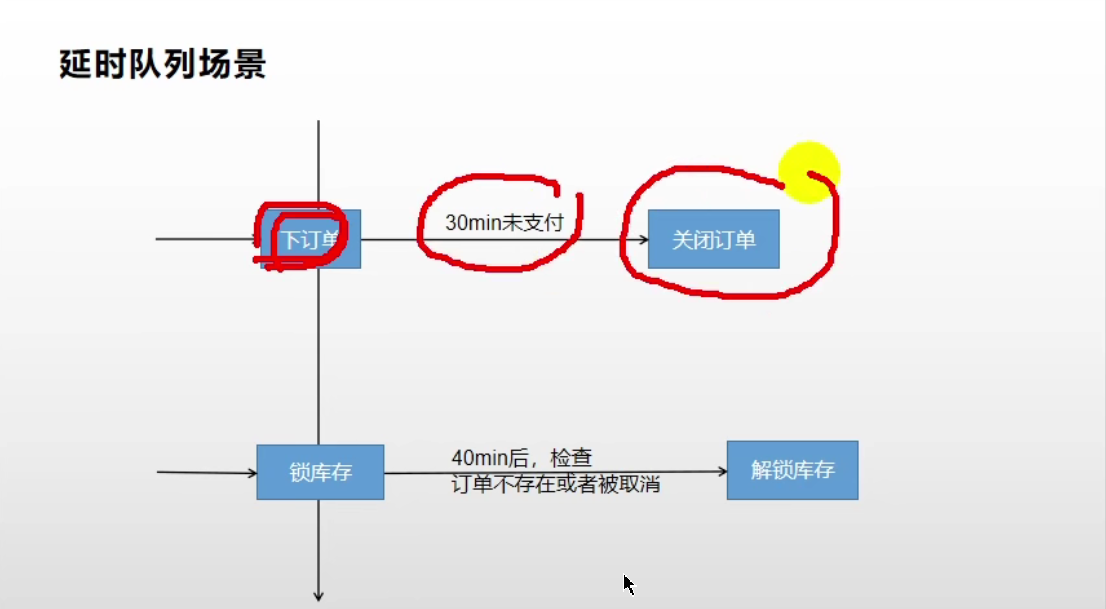 延时队列场景
下订单
30min未支付
关闭订单
锁库存
40min后，检查
订单不存在或者被取消
解锁库存